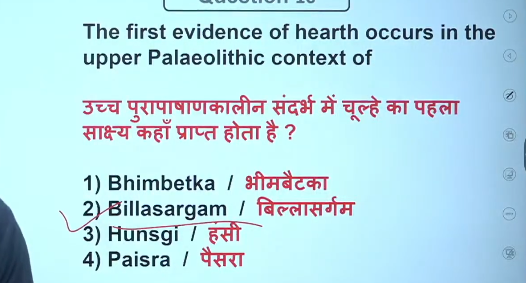 The first evidence of hearth occurs in the
upper Palaeolithic context of
उच्च पुरापाषाणकालीन संदर्भ में चूल्हे का पहला
साक्ष्य कहाँ प्राप्त होता है ?
1) Bhimbetka / भीमबैटका
2) Billasargam / बिल्लासर्गम
3) Hunsgi / हंसी
4) Paisra / पैसरा